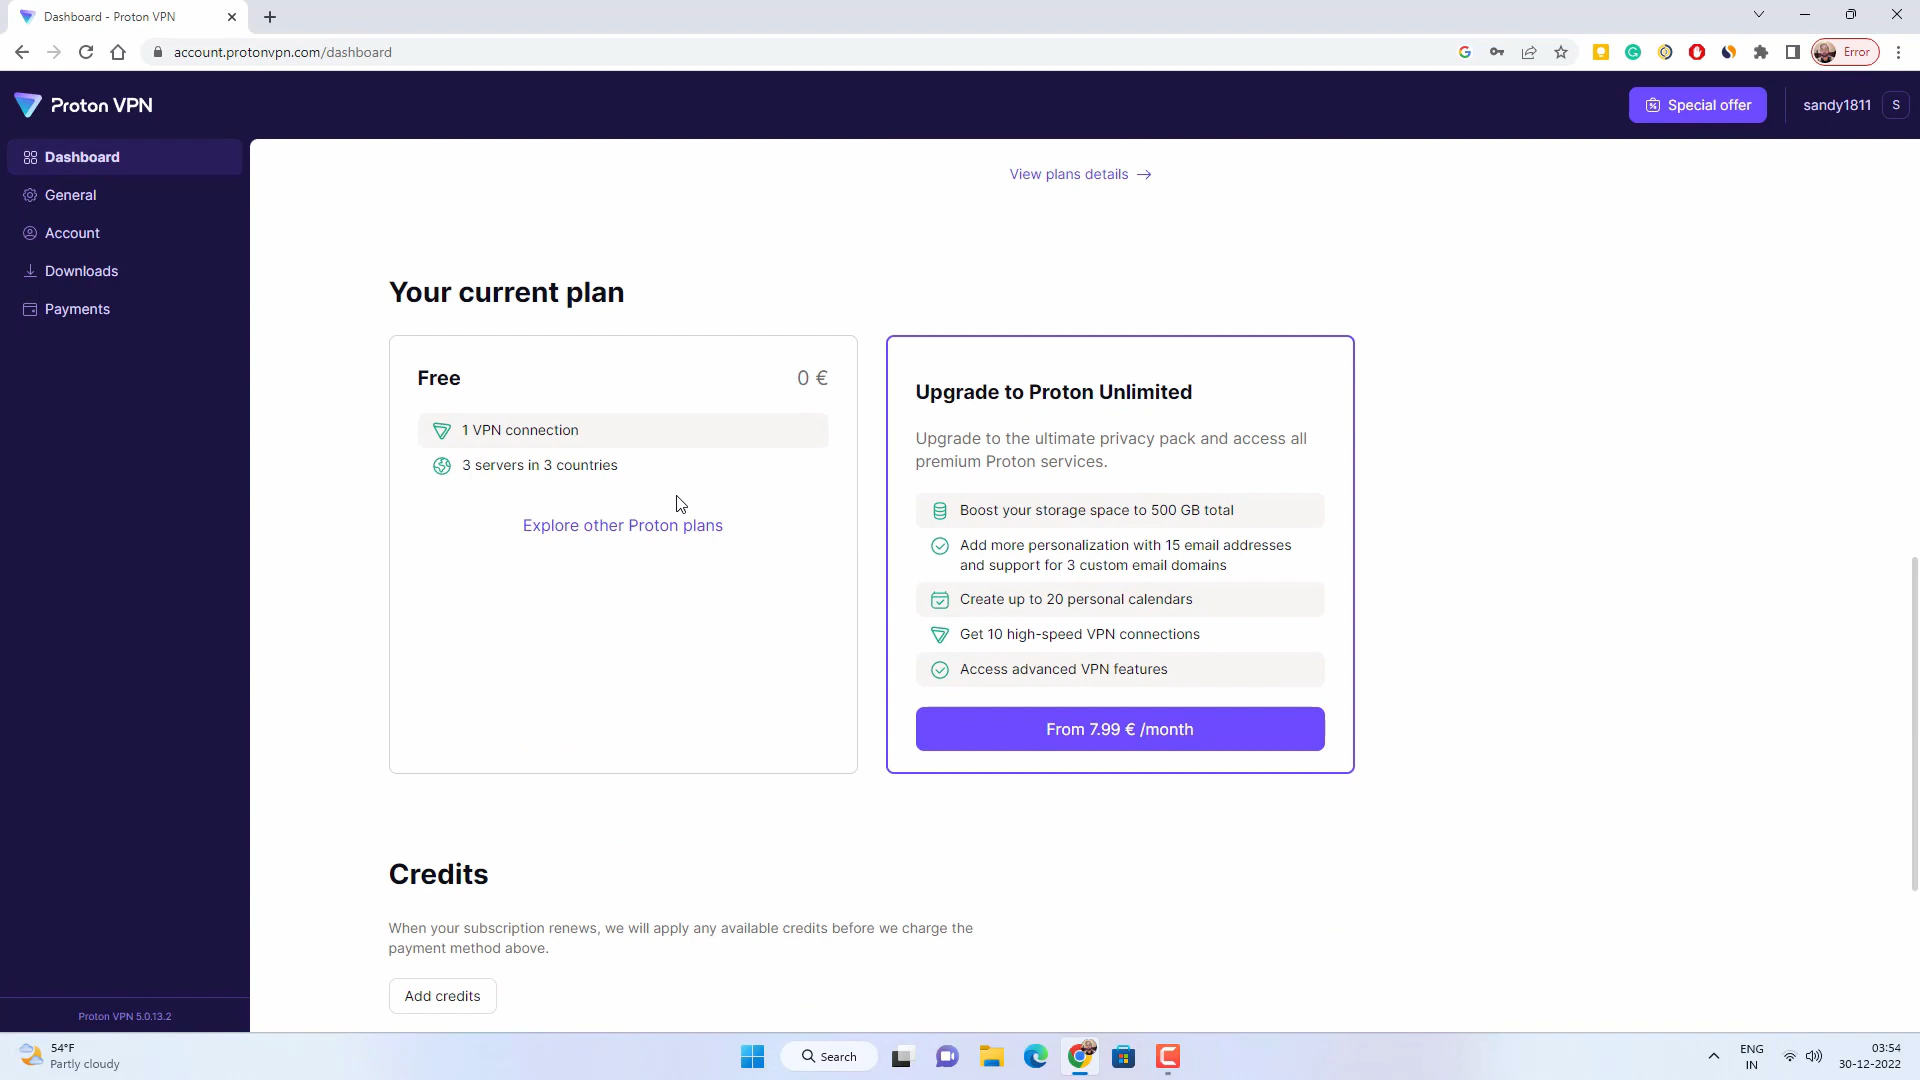 Dashboard - Proton VPN
account.protonvpn.com/dashboard
Error
Proton VPN
Special offer
sandy1811
S
Dashboard
General
Account
Downloads
Payments
View plans details
Your current plan
Free 0 €
1 VPN connection
3 servers in 3 countries
Explore other Proton plans
Upgrade to Proton Unlimited
Upgrade to the ultimate privacy pack and access all
premium Proton services.
Boost your storage space to 500 GB total
Add more personalization with 15 email addresses
and support for 3 custom email domains
Create up to 20 personal calendars
Get 10 high-speed VPN connections
Access advanced VPN features
From 7.99 € /month
Credits
When your subscription renews, we will apply any available credits before we charge the
payment method above.
Add credits
Proton VPN 5.0.13.2
54°F
Partly cloudy
Search
ENG
IN
03:54
30-12-2022